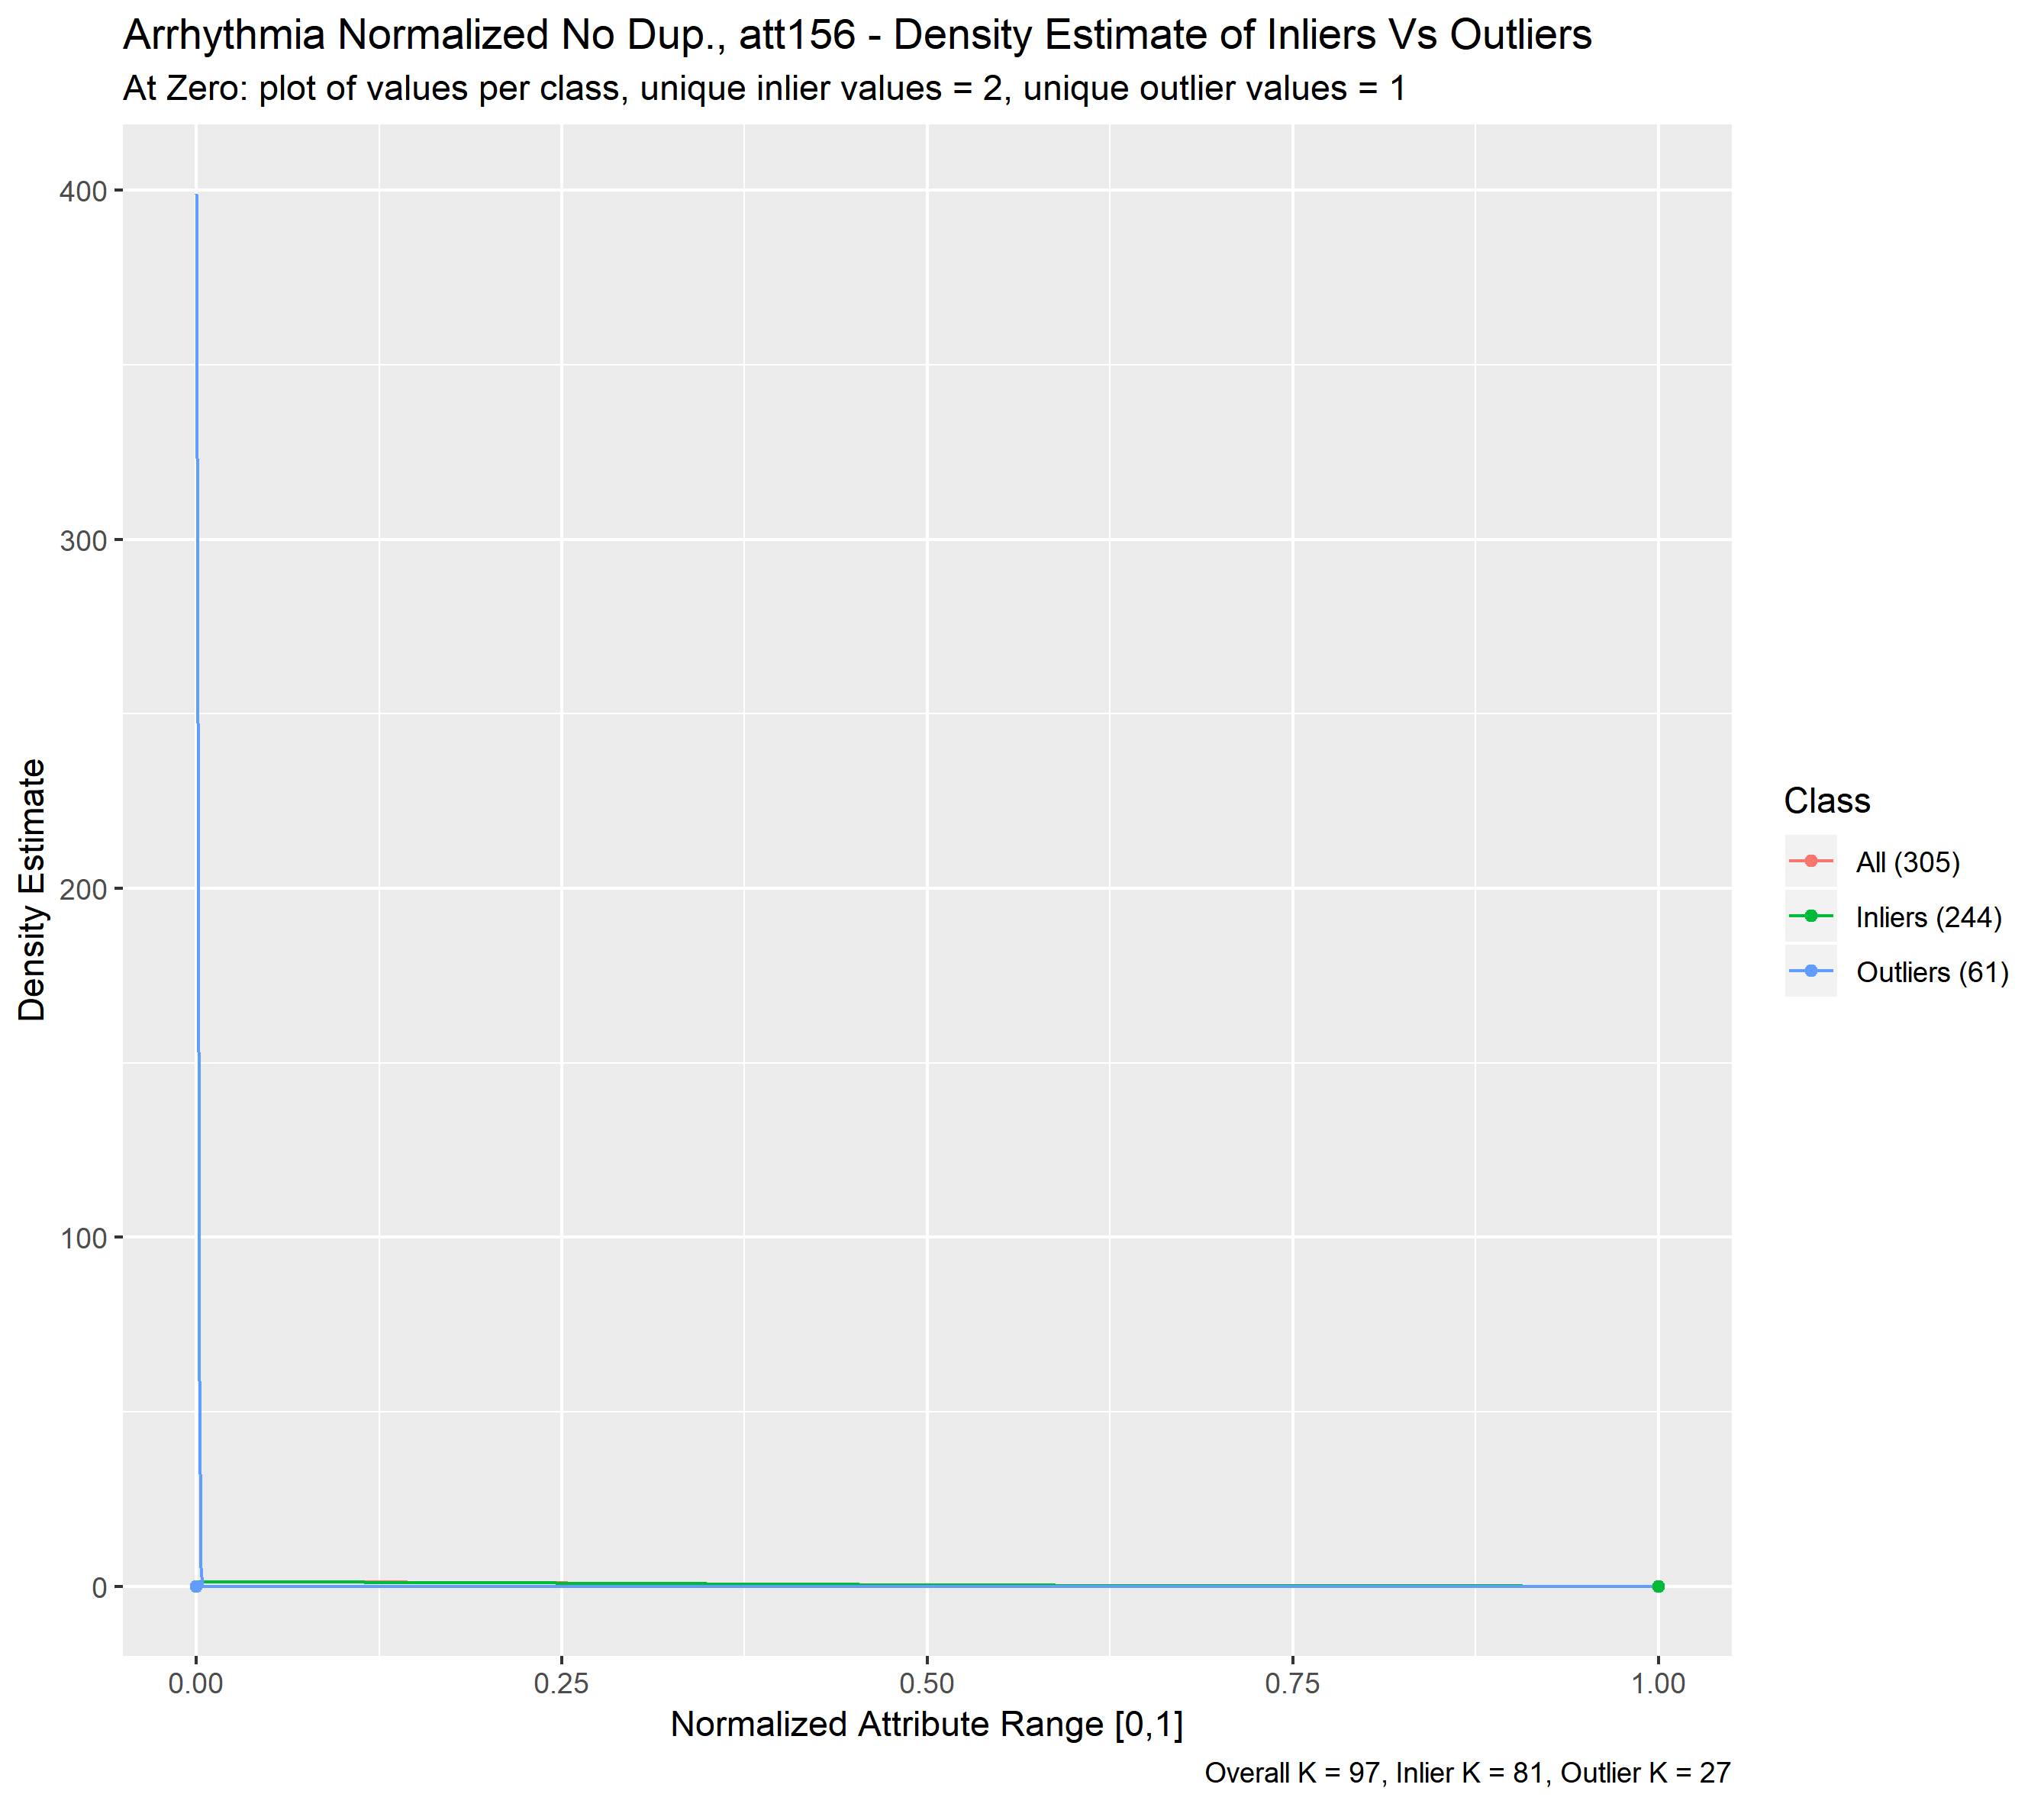 Arrhythmia Normalized No Dup., att156 - Density Estimate of Inliers Vs Outliers
At Zero: plot of values per class, unique inlier values = 2, unique outlier values = 1
400
300
200
100
0
Density Estimate
0.00
0.25
0.50
0.75
1.00
Normalized Attribute Range [0,1]
Overall K = 97, Inlier K = 81, Outlier K = 27
Class
All (305)
Inliers (244)
Outliers (61)